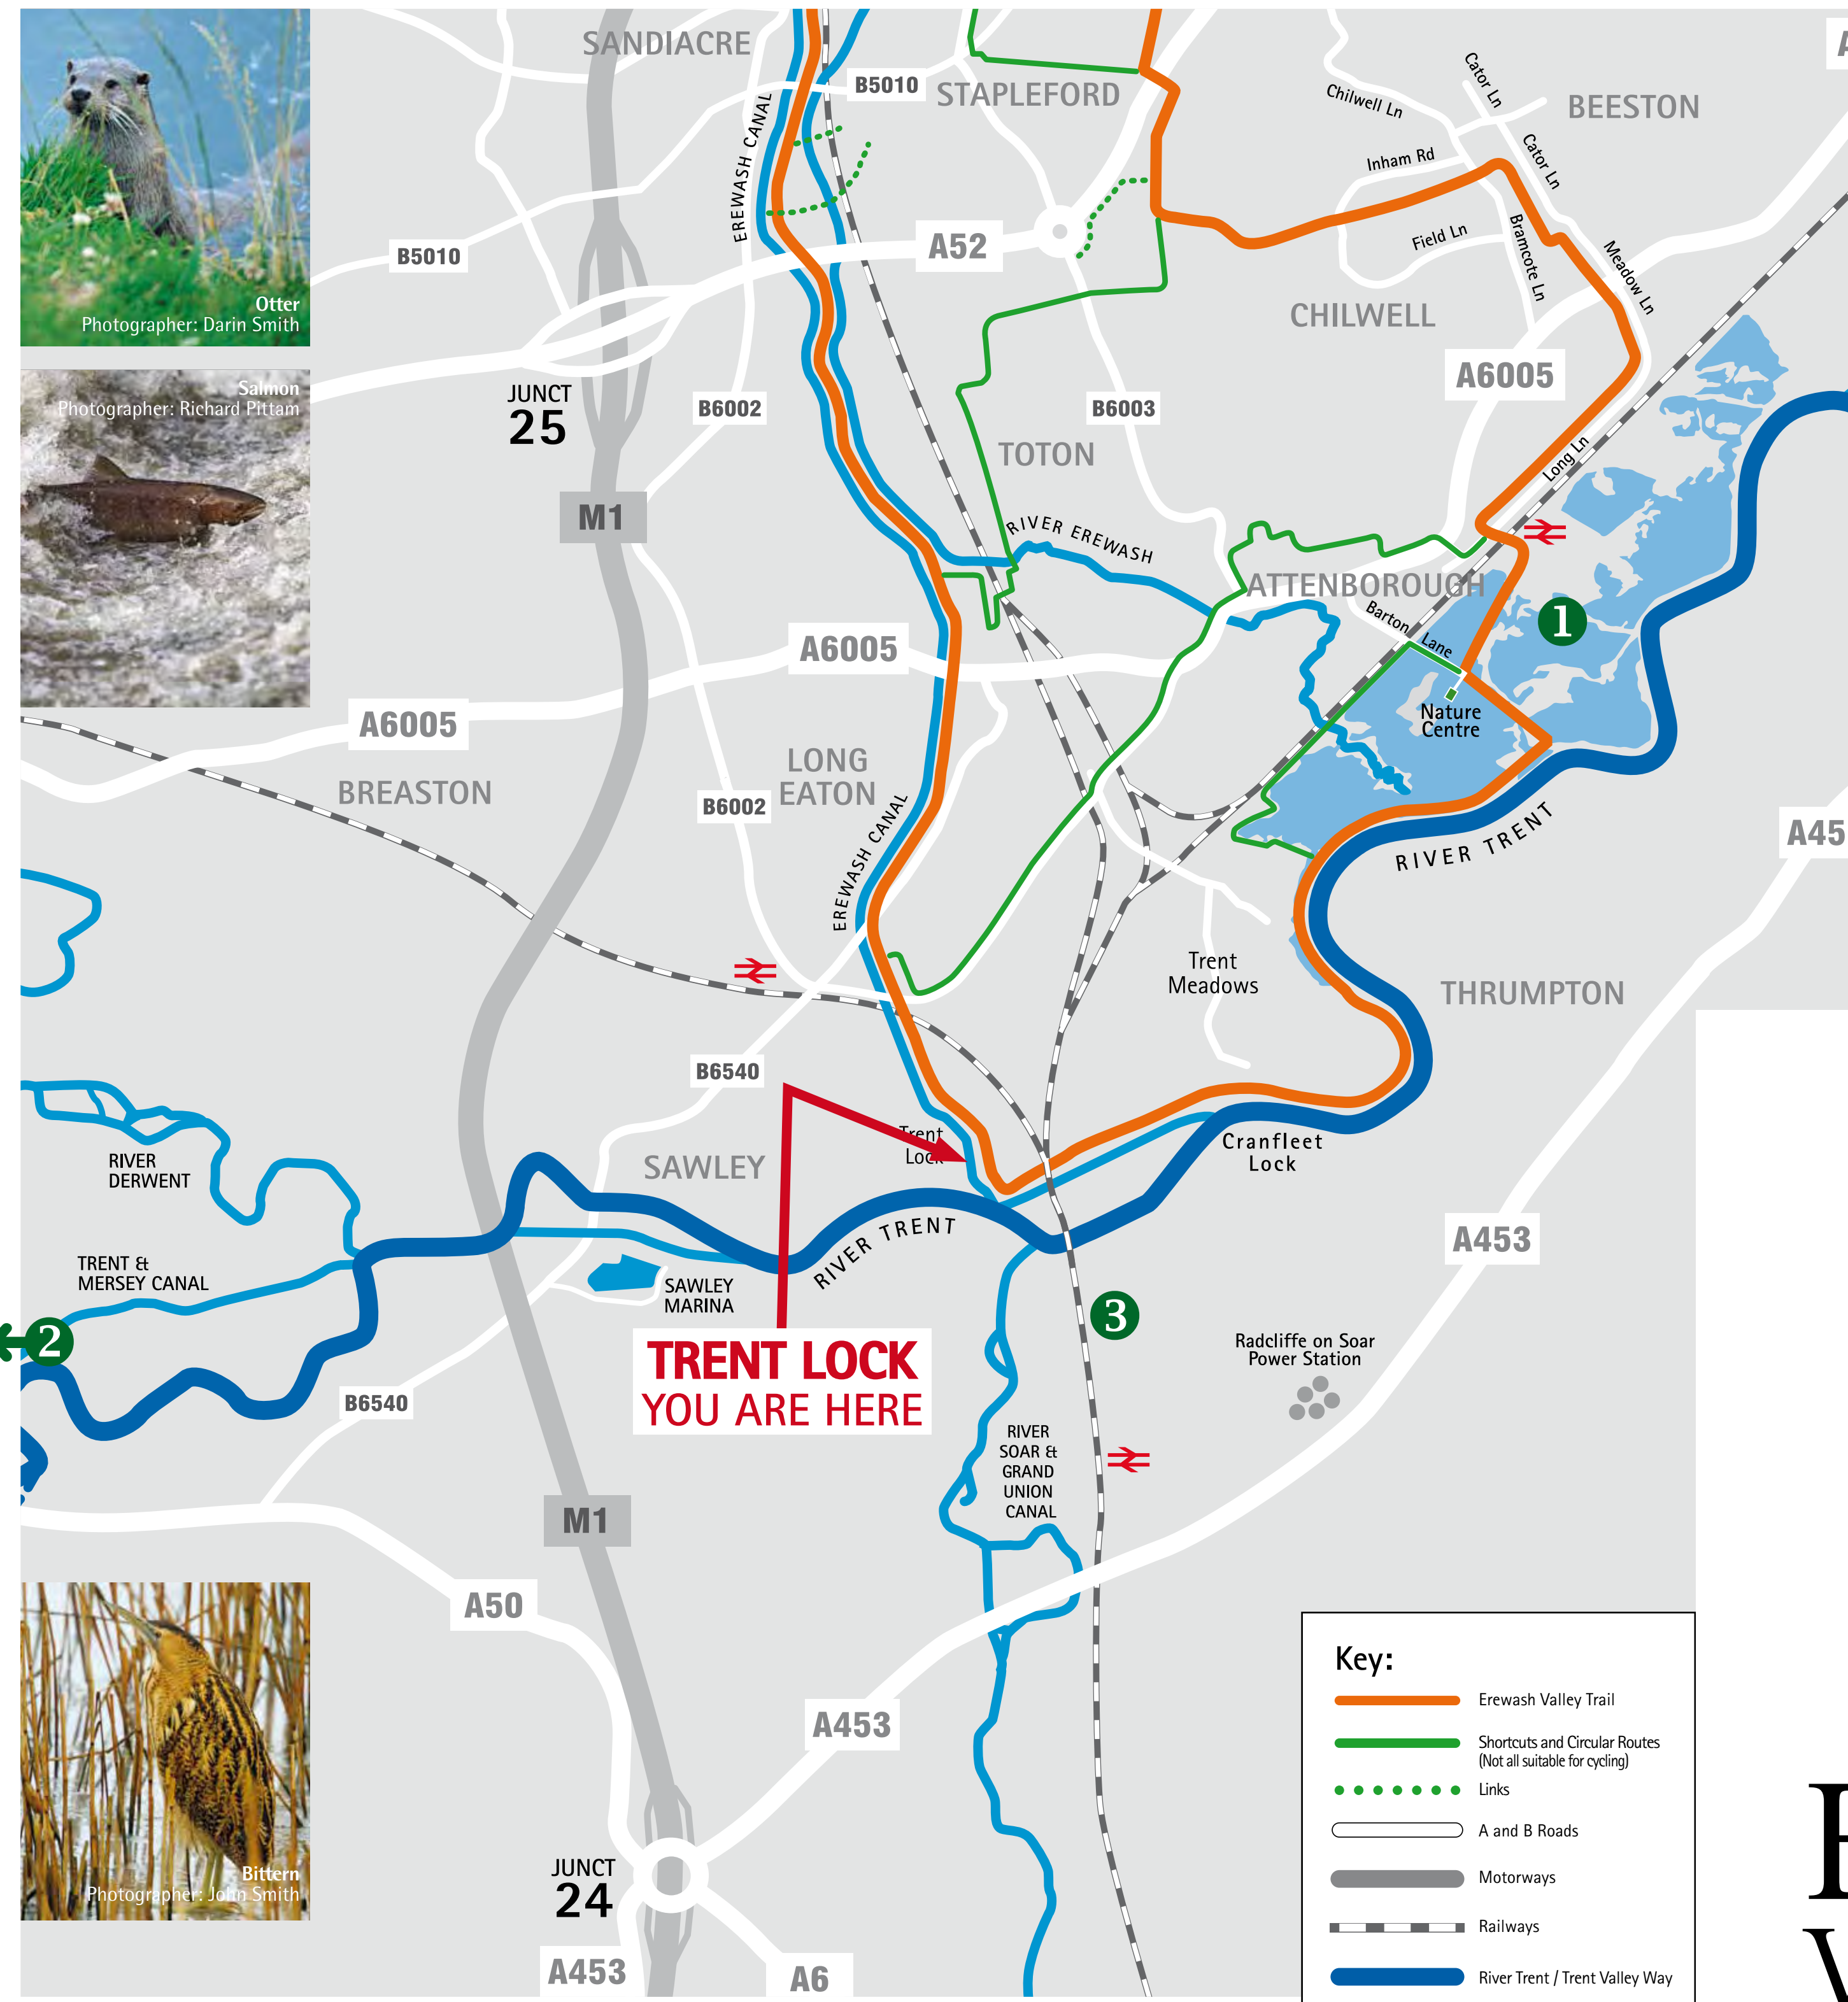 Otter
Photographer: Darin Smith
Salmon
Photographer: Richard Pittam
Bittern
Photographer: John Smith
SANDIACRE
B5010
STAPLEFORD
Chilwell Ln
Cator Ln
BEESTON
Inham Rd
Cator Ln
EREWASH CANAL
B5010
A52
Field Ln
Bramcote Ln
Meadow Ln
CHILWELL
JUNCT
25
B6002
B6003
A6005
TOTON
Long Ln
M1
RIVER EREWASH
ATTENBOROUGH
Barton Lane
1
A6005
A6005
Nature
Centre
BREASTON
LONG
EATON
B6002
EREWASH CANAL
RIVER TRENT
A45
Trent
Meadows
THRUMPTON
B6540
Trent
Lock
Cranfleet
Lock
RIVER
DERWENT
SAWLEY
RIVER TRENT
A453
TRENT &
MERSEY CANAL
SAWLEY
MARINA
2
3
TRENT LOCK
YOU ARE HERE
Radcliffe on Soar
Power Station
B6540
RIVER
SOAR &
GRAND
UNION
CANAL
M1
A50
A453
JUNCT
24
A453
A6
Key:
Erewash Valley Trail
Shortcuts and Circular Routes
(Not all suitable for cycling)
Links
A and B Roads
Motorways
Railways
River Trent / Trent Valley Way